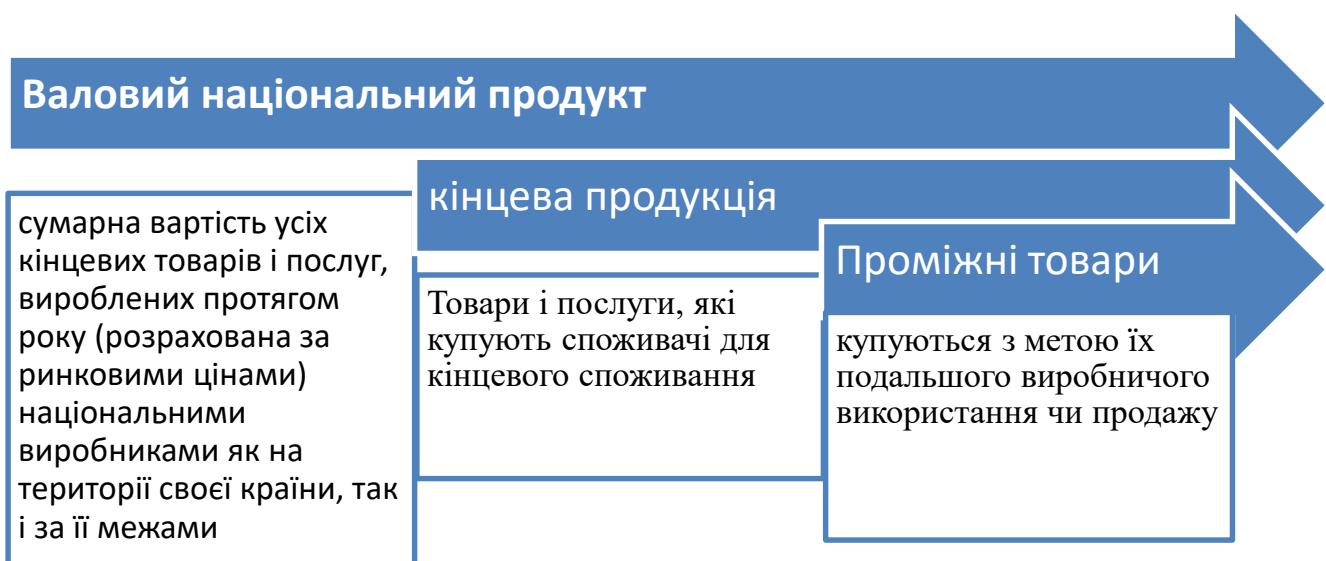 Валовий національний продукт
сумарна вартість усіх
кінцевих товарів і послуг,
вироблених протягом
року (розрахована за
ринковими цінами)
національними
виробниками як на
території своєї країни, так
і за її межами
кінцева продукція
Товари і послуги, які
купують споживачі для
кінцевого споживання
Проміжні товари
купуються з метою їх
подальшого виробничого
використання чи продажу